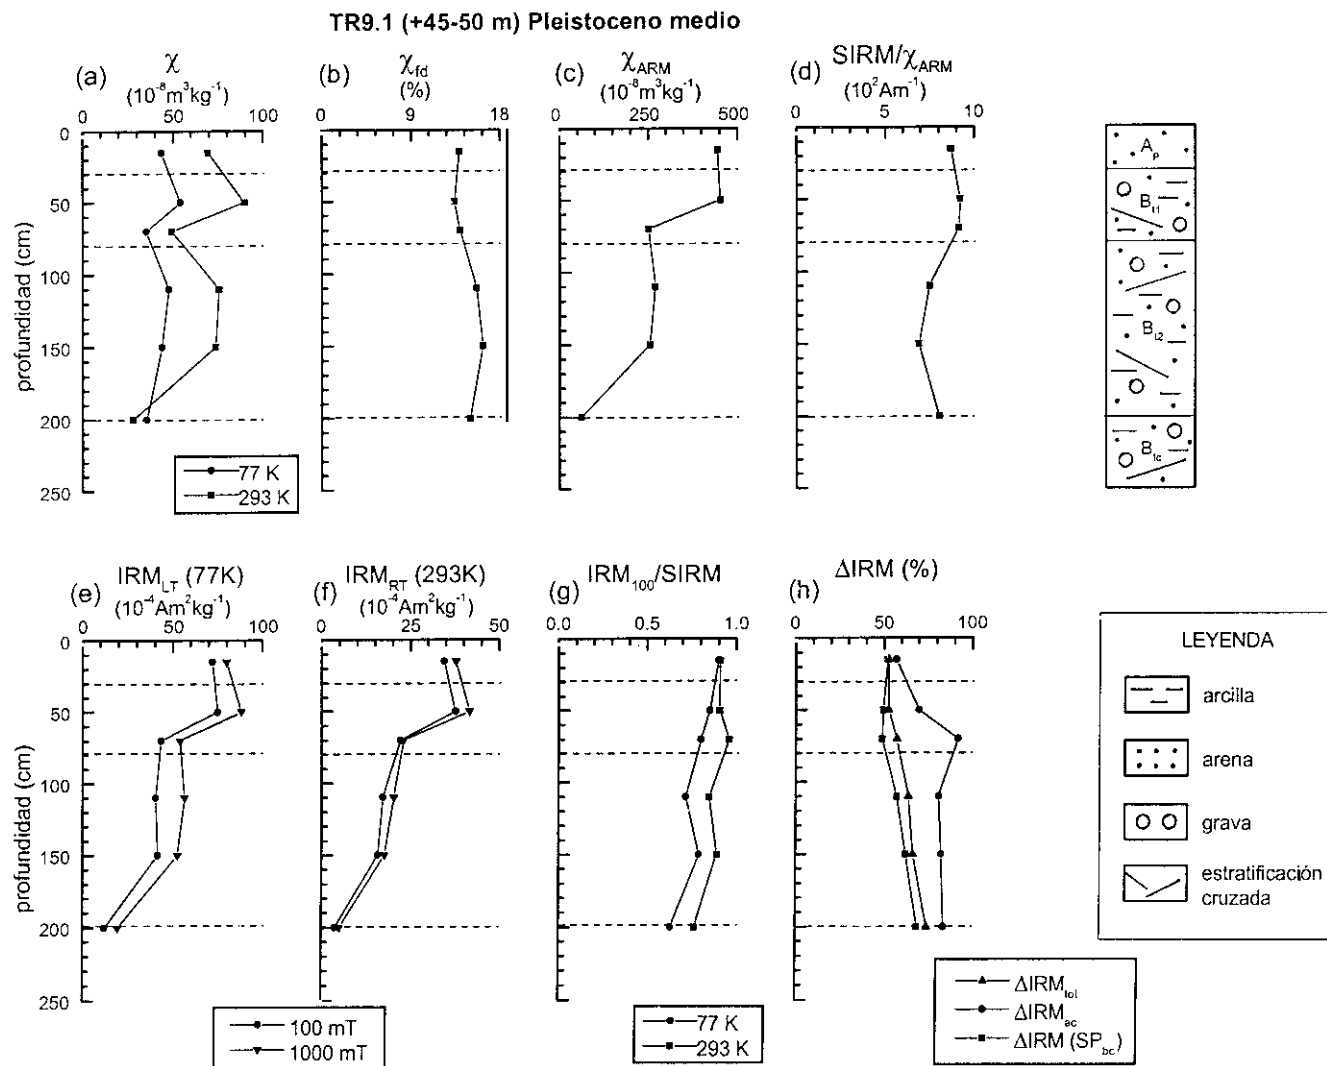 TR9.1 (+45-50 m) Pleistoceno medio
(a) χ
(10⁻⁸m³kg⁻¹)
0 50 100
(b) χfd
(%)
0 9 18
(c) χARM
(10⁻⁸m³kg⁻¹)
0 250 500
(d) SIRM/χARM
(10²Am⁻¹)
0 5 10
profundidad (cm)
0
50
100
150
200
250
77 K
293 K
Ap
Bt1
Bt2
Btc
(e) IRMLT (77K)
(10⁻⁴Am²kg⁻¹)
0 50 100
(f) IRMRT (293K)
(10⁻⁴Am²kg⁻¹)
0 25 50
(g) IRM100/SIRM
0.0 0.5 1.0
(h) ΔIRM (%)
0 50 100
profundidad (cm)
0
50
100
150
200
250
100 mT
1000 mT
77 K
293 K
ΔIRMtot
ΔIRMac
ΔIRM (SPbc)
LEYENDA
arcilla
arena
grava
estratificación
cruzada